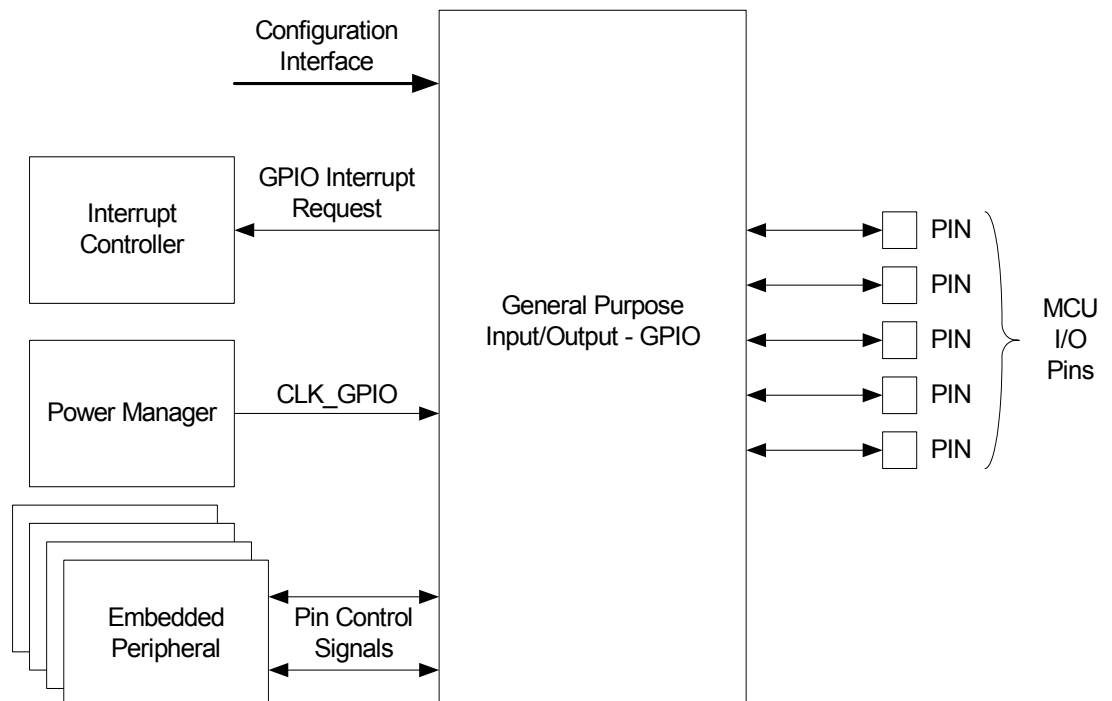 Configuration
Interface
Interrupt
Controller
GPIO Interrupt
Request
Power Manager
CLK_GPIO
Embedded
Peripheral
Pin Control
Signals
General Purpose
Input/Output - GPIO
PIN
PIN
PIN
PIN
PIN
MCU
I/O
Pins